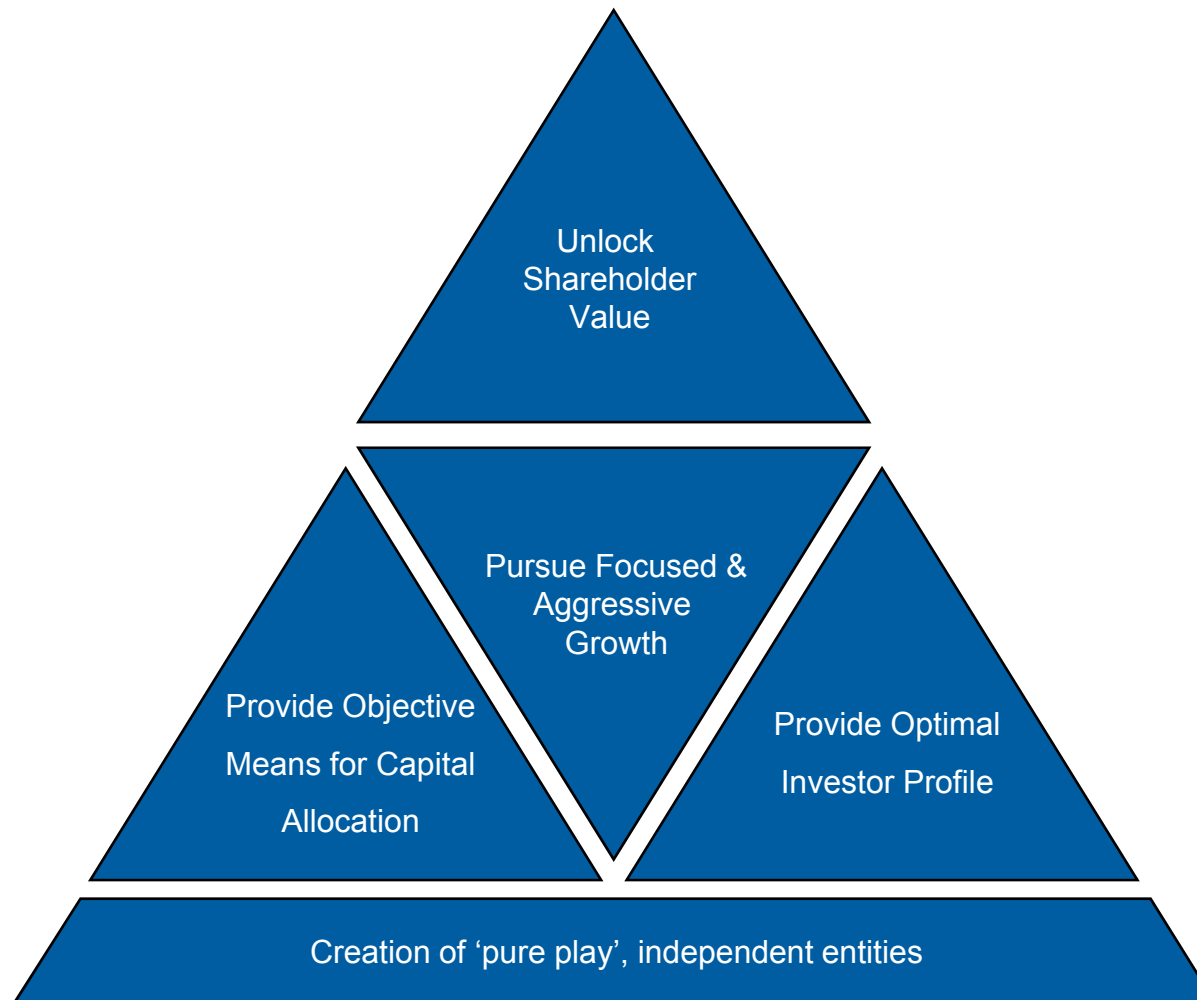 Unlock
Shareholder
Value
Pursue Focused &
Aggressive
Growth
Provide Objective
Means for Capital
Allocation
Provide Optimal
Investor Profile
Creation of ‘pure play’, independent entities